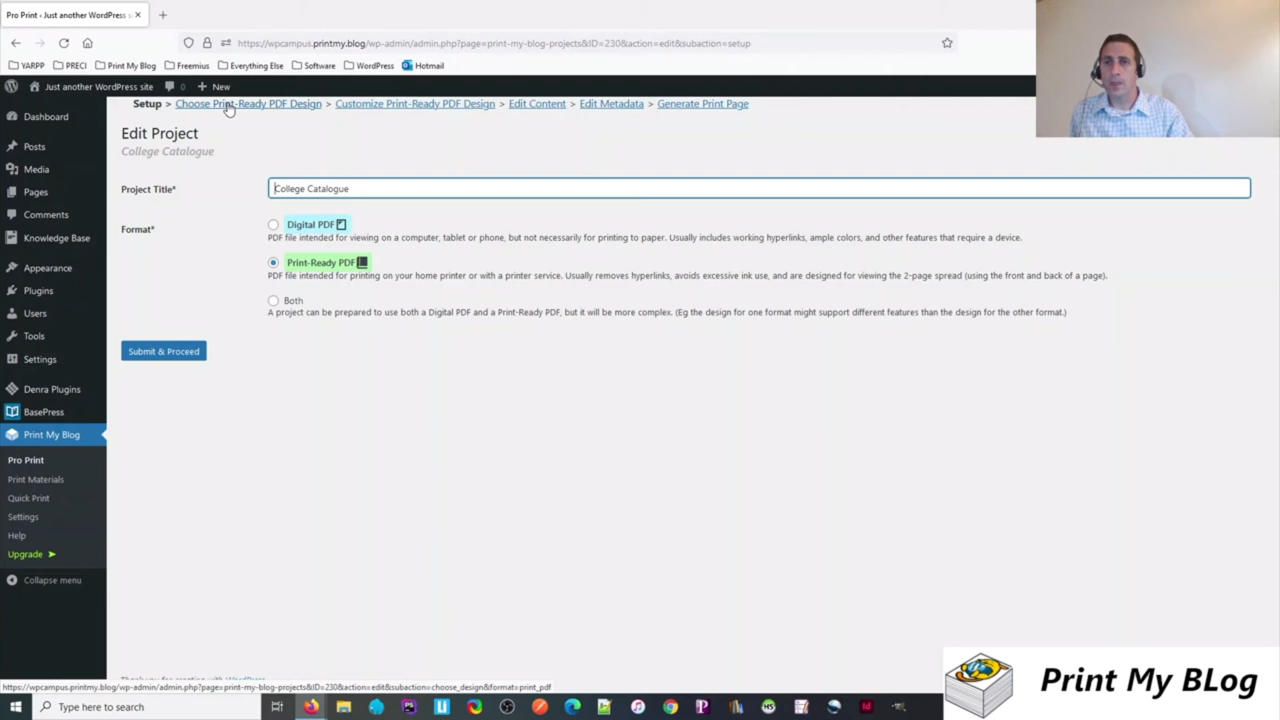 Pro Print ‹ Just another WordPress s
https://wpcampus.printmy.blog/wp-admin/admin.php?page=print-my-blog-projects&ID=230&action=edit&subaction=setup
YARPP PRECI Print My Blog Freemius Everything Else Software WordPress Hotmail
Just another WordPress site 0 New
Setup > Choose Print-Ready PDF Design > Customize Print-Ready PDF Design > Edit Content > Edit Metadata > Generate Print Page
Dashboard
Posts
Media
Pages
Comments
Knowledge Base
Appearance
Plugins
Users
Tools
Settings
Denra Plugins
BasePress
Print My Blog
Pro Print
Print Materials
Quick Print
Settings
Help
Upgrade ➤
Collapse menu
Edit Project
College Catalogue
Project Title*
College Catalogue
Format*
Digital PDF
PDF file intended for viewing on a computer, tablet or phone, but not necessarily for printing to paper. Usually includes working hyperlinks, ample colors, and other features that require a device.
Print-Ready PDF
PDF file intended for printing on your home printer or with a printer service. Usually removes hyperlinks, avoids excessive ink use, and are designed for viewing the 2-page spread (using the front and back of a page).
Both
A project can be prepared to use both a Digital PDF and a Print-Ready PDF, but it will be more complex. (Eg the design for one format might support different features than the design for the other format.)
Submit & Proceed
https://wpcampus.printmy.blog/wp-admin/admin.php?page=print-my-blog-projects&ID=230&action=edit&subaction=choose_design&format=print_pdf
Type here to search
Print My BLog